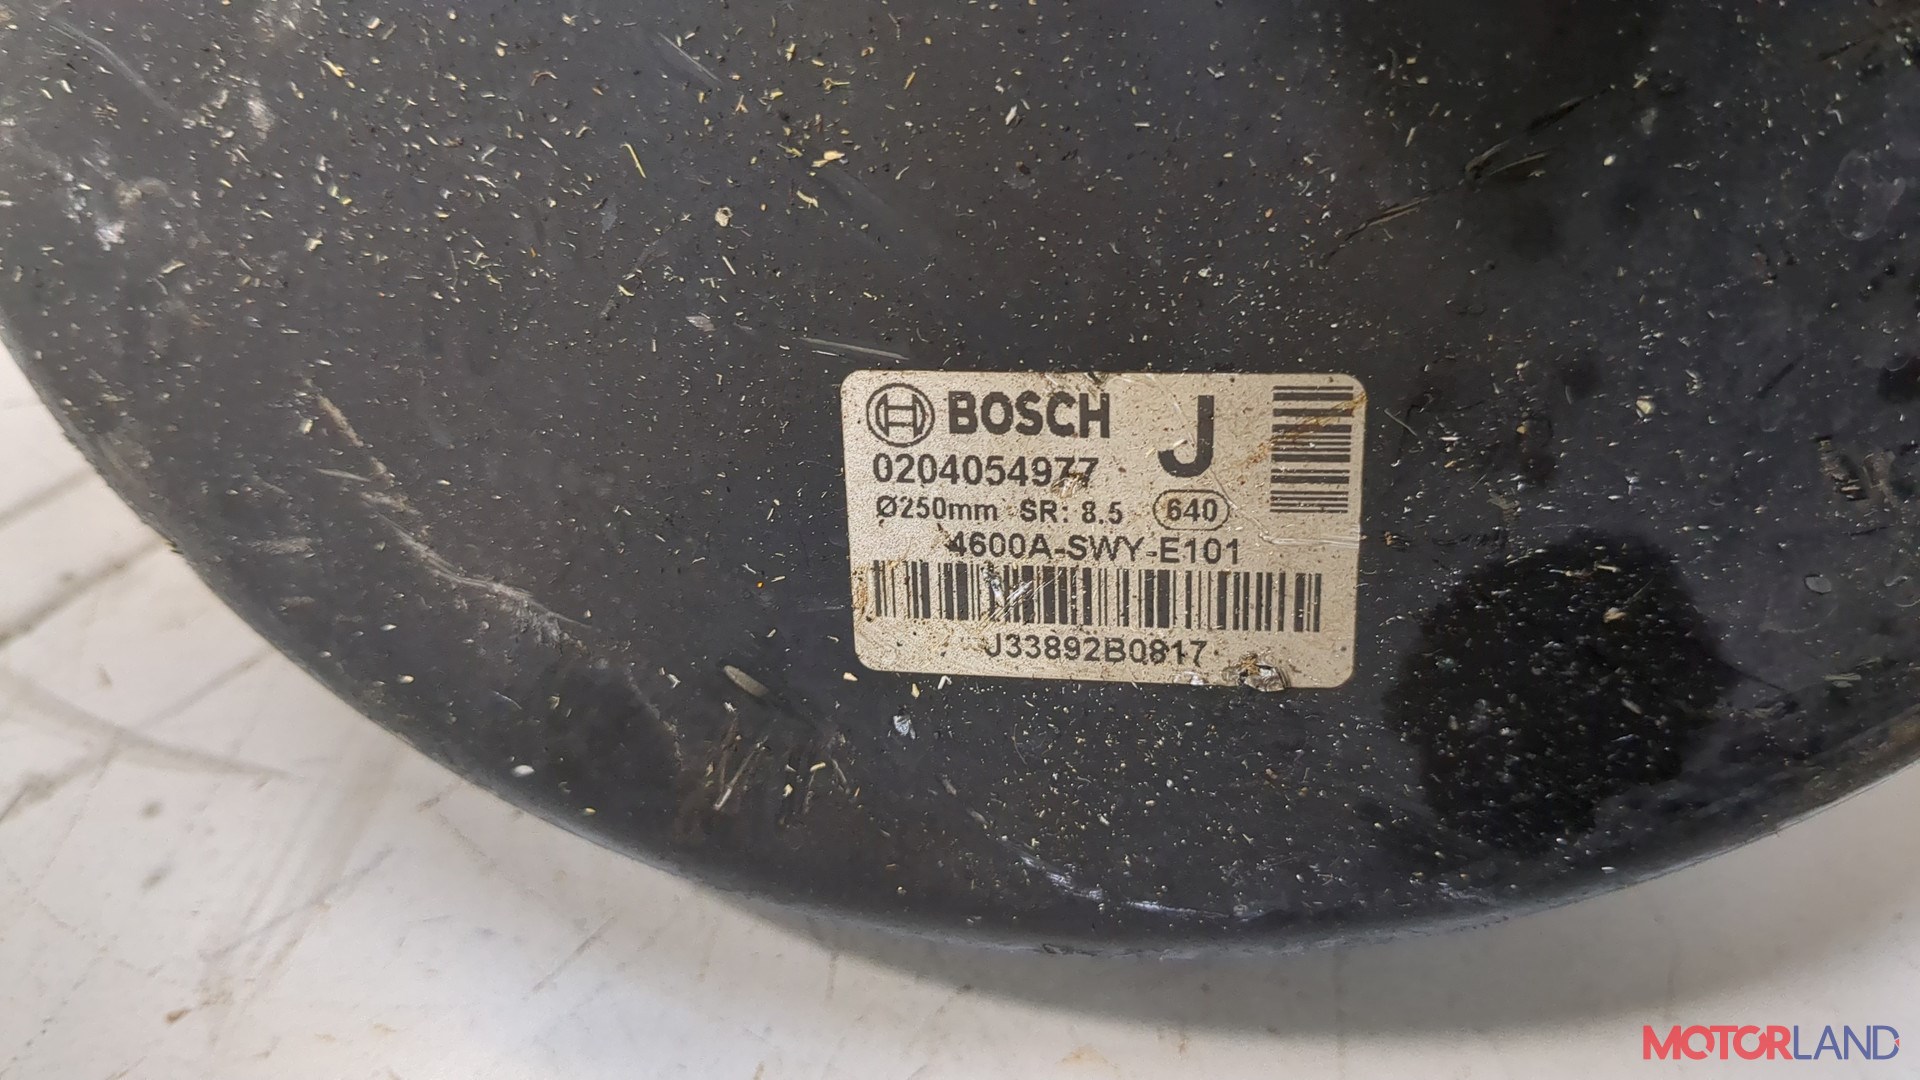 BOSCH J
0204054977
Ø250mm SR: 8.5 640
4600A-SWY-E101
J33892B0817
MOTORLAND